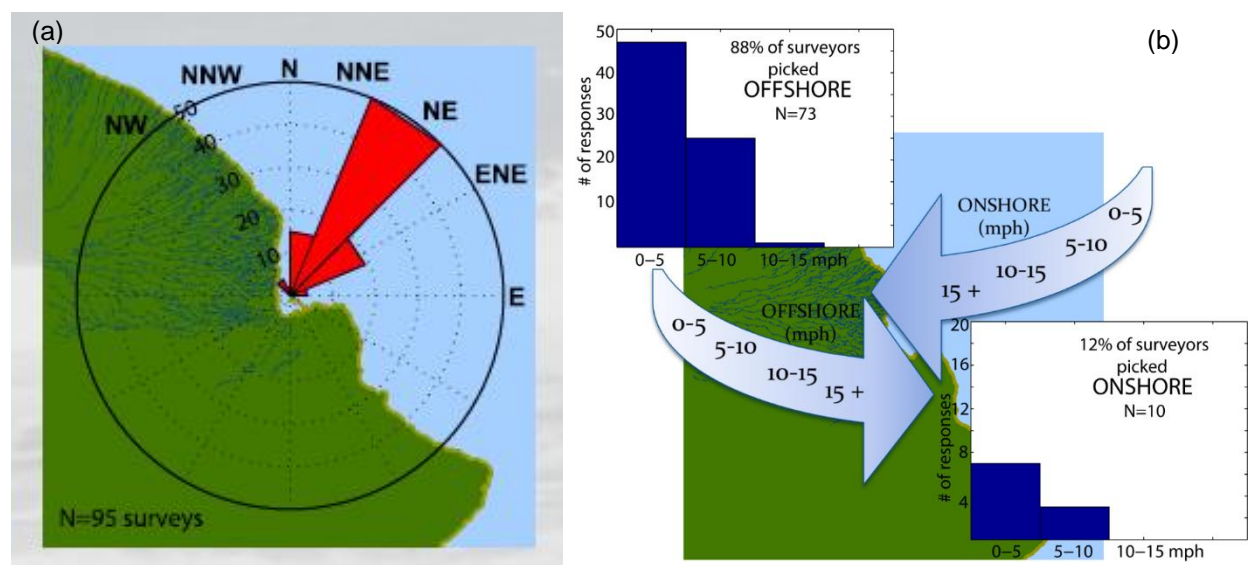 (a)
N
NNW
NNE
NW
NE
ENE
E
50
40
30
20
10
N=95 surveys
(b)
50
40
30
20
10
# of responses
88% of surveyors
picked
OFFSHORE
N=73
0–5
5–10
10–15 mph
ONSHORE
(mph)
0-5
5-10
10-15
15 +
OFFSHORE
(mph)
0-5
5-10
10-15
15 +
20
16
12
8
4
# of responses
12% of surveyors
picked
ONSHORE
N=10
0–5
5–10
10–15 mph